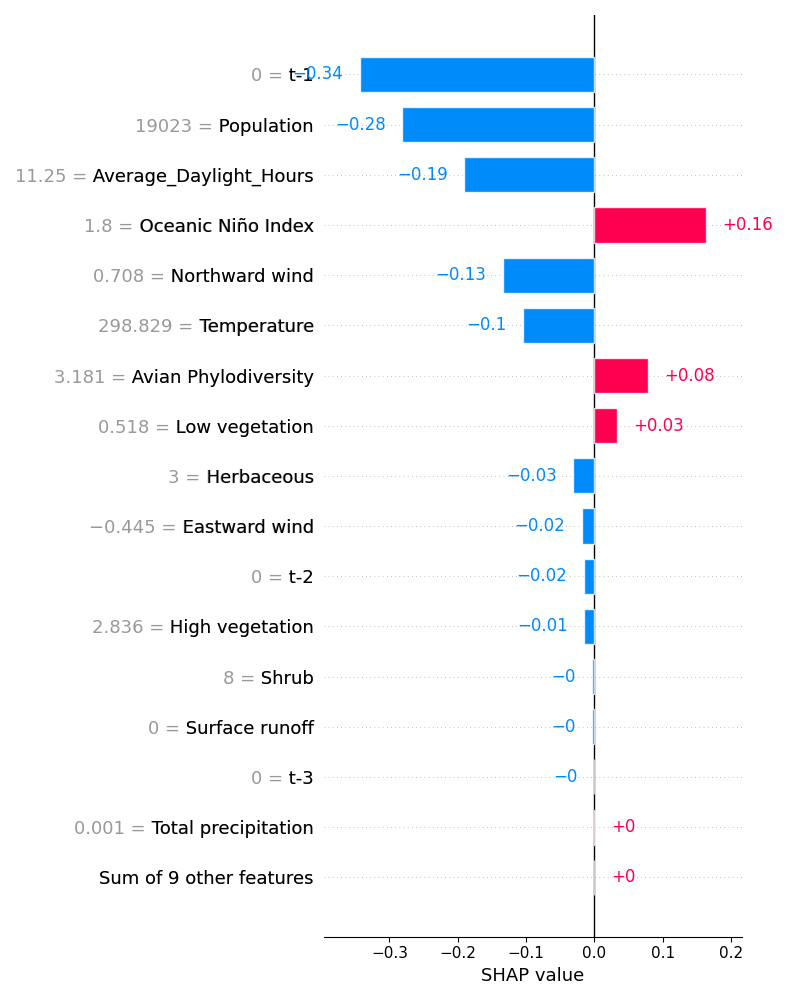 0 = t-1 −0.34
19023 = Population −0.28
11.25 = Average_Daylight_Hours −0.19
1.8 = Oceanic Niño Index +0.16
0.708 = Northward wind −0.13
298.829 = Temperature −0.1
3.181 = Avian Phylodiversity +0.08
0.518 = Low vegetation +0.03
3 = Herbaceous −0.03
−0.445 = Eastward wind −0.02
0 = t-2 −0.02
2.836 = High vegetation −0.01
8 = Shrub −0
0 = Surface runoff −0
0 = t-3 −0
0.001 = Total precipitation +0
Sum of 9 other features +0
−0.3 −0.2 −0.1 0.0 0.1 0.2
SHAP value